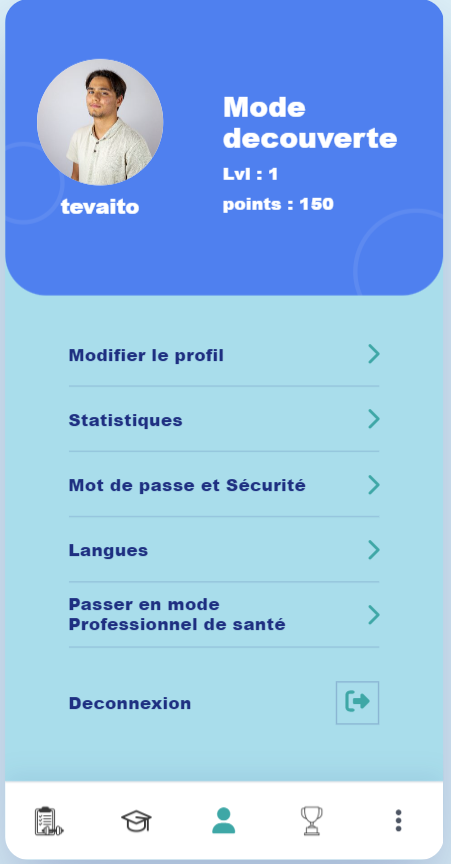 Mode
decouverte
Lvl : 1
points : 150
tevaito
Modifier le profil
Statistiques
Mot de passe et Sécurité
Langues
Passer en mode
Professionnel de santé
Deconnexion